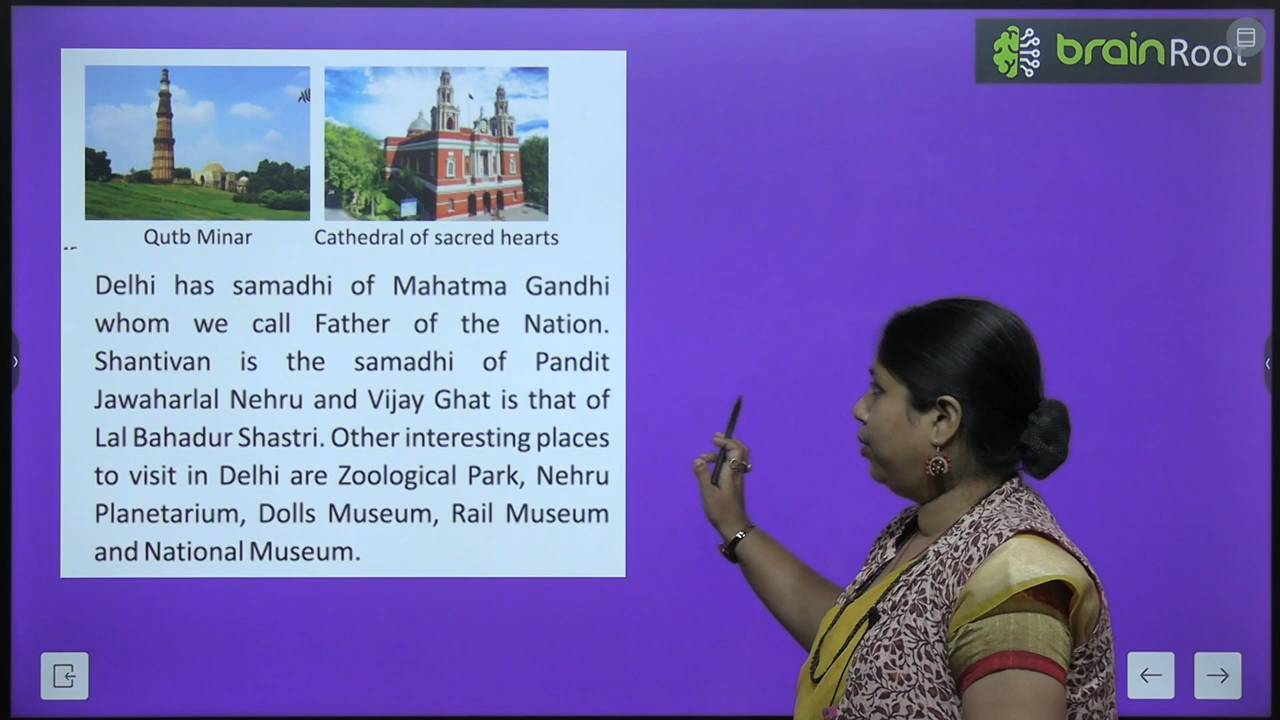 brainRoot
Qutb Minar
Cathedral of sacred hearts
Delhi has samadhi of Mahatma Gandhi
whom we call Father of the Nation.
Shantivan is the samadhi of Pandit
Jawaharlal Nehru and Vijay Ghat is that of
Lal Bahadur Shastri. Other interesting places
to visit in Delhi are Zoological Park, Nehru
Planetarium, Dolls Museum, Rail Museum
and National Museum.